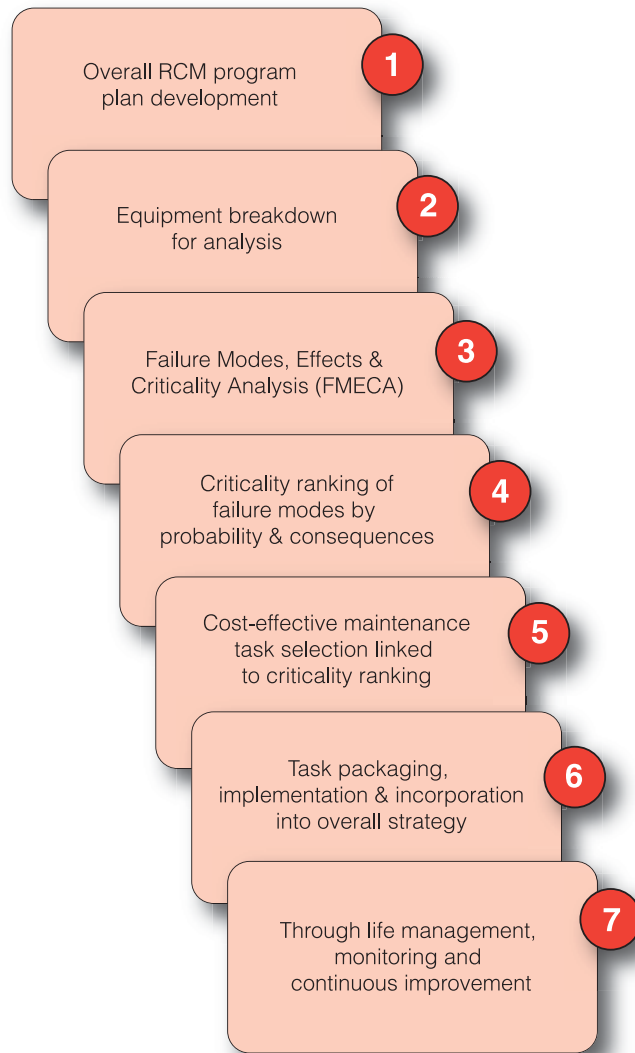 1
Overall RCM program
plan development
2
Equipment breakdown
for analysis
3
Failure Modes, Effects &
Criticality Analysis (FMECA)
4
Criticality ranking of
failure modes by
probability & consequences
5
Cost-effective maintenance
task selection linked
to criticality ranking
6
Task packaging,
implementation & incorporation
into overall strategy
7
Through life management,
monitoring and
continuous improvement